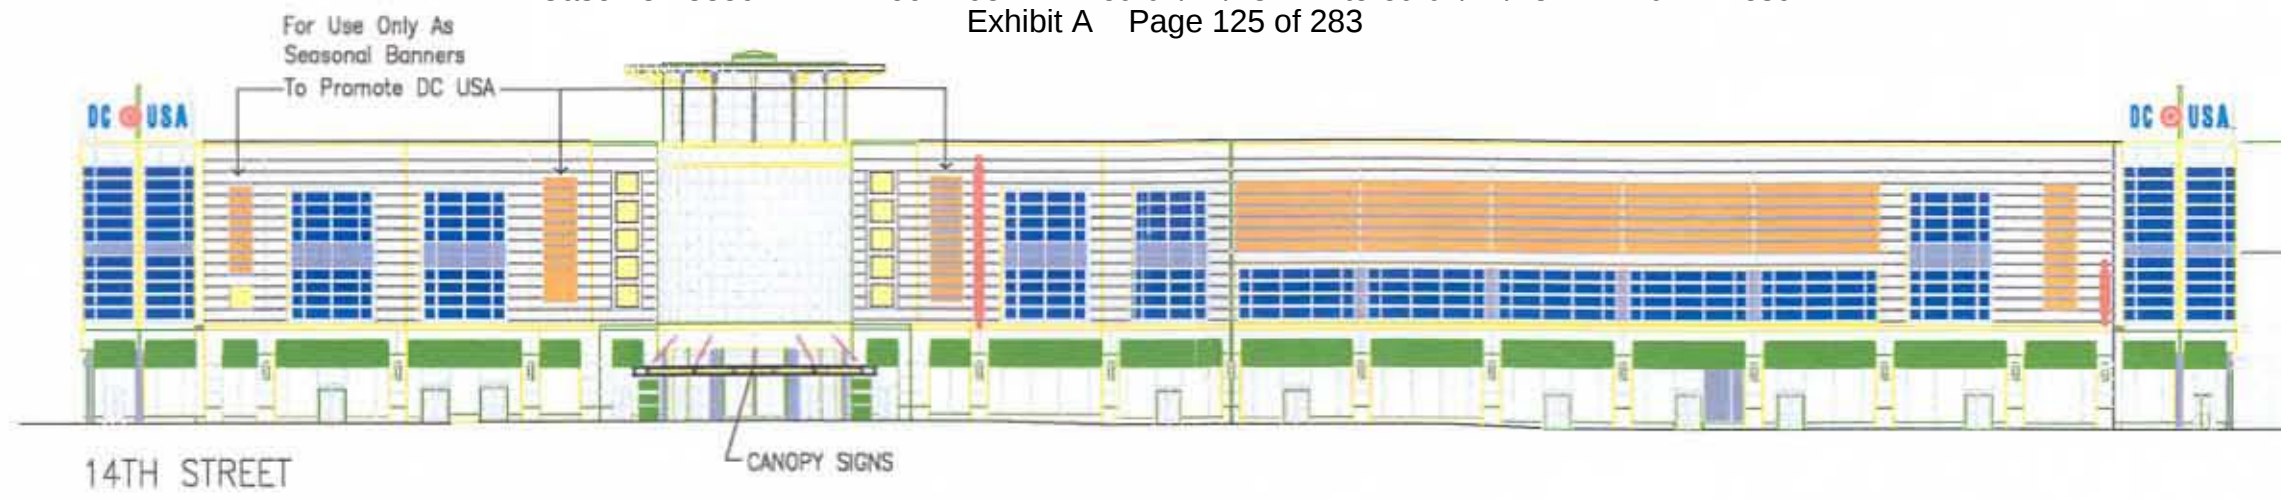 Exhibit A Page 125 of 283
For Use Only As
Seasonal Banners
To Promote DC USA
DC USA
DC USA
CANOPY SIGNS
14TH STREET